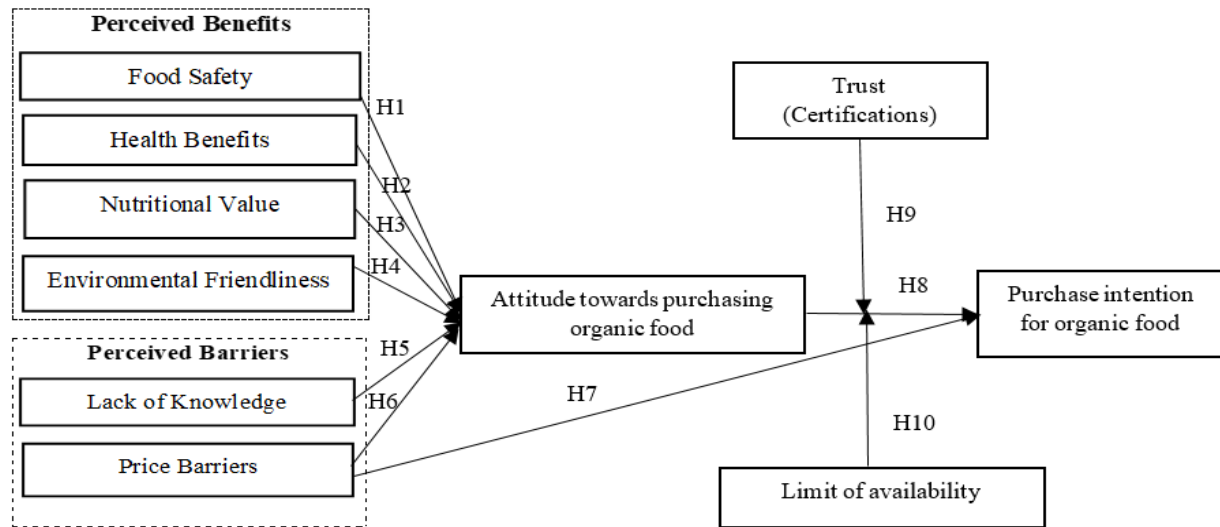 Perceived Benefits
Food Safety
H1
Health Benefits
H2
Nutritional Value
H3
Environmental Friendliness
H4
Perceived Barriers
Lack of Knowledge
H5
Price Barriers
H6
Attitude towards purchasing
organic food
H7
Trust
(Certifications)
H9
H8
Purchase intention
for organic food
H10
Limit of availability